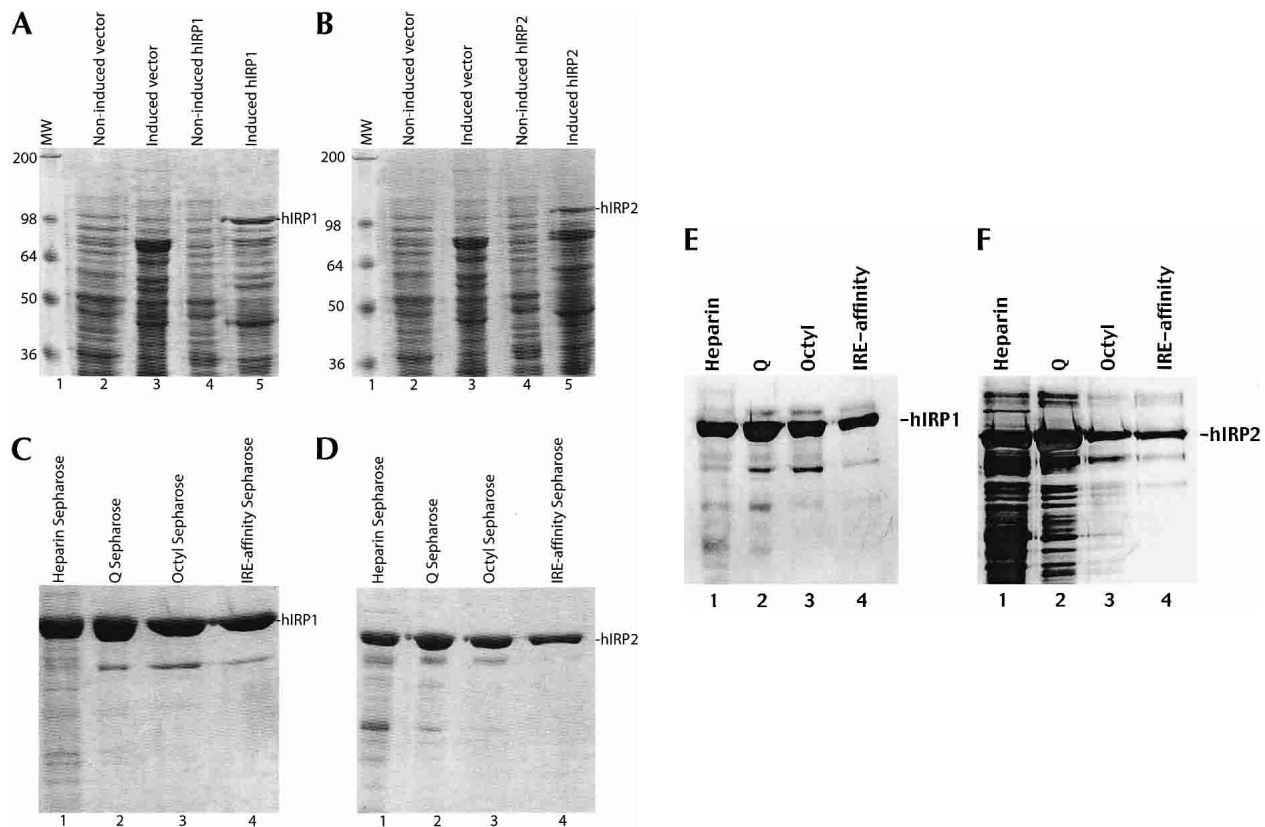 A
MW
Non-induced vector
Induced vector
Non-induced hIRP1
Induced hIRP1
200
98
64
50
36
-hIRP1
1 2 3 4 5
B
MW
Non-induced vector
Induced vector
Non-induced hIRP2
Induced hIRP2
200
98
64
50
36
-hIRP2
1 2 3 4 5
C
Heparin Sepharose
Q Sepharose
Octyl Sepharose
IRE-affinity Sepharose
-hIRP1
1 2 3 4
D
Heparin Sepharose
Q Sepharose
Octyl Sepharose
IRE-affinity Sepharose
-hIRP2
1 2 3 4
E
Heparin
Q
Octyl
IRE-affinity
-hIRP1
1 2 3 4
F
Heparin
Q
Octyl
IRE-affinity
-hIRP2
1 2 3 4